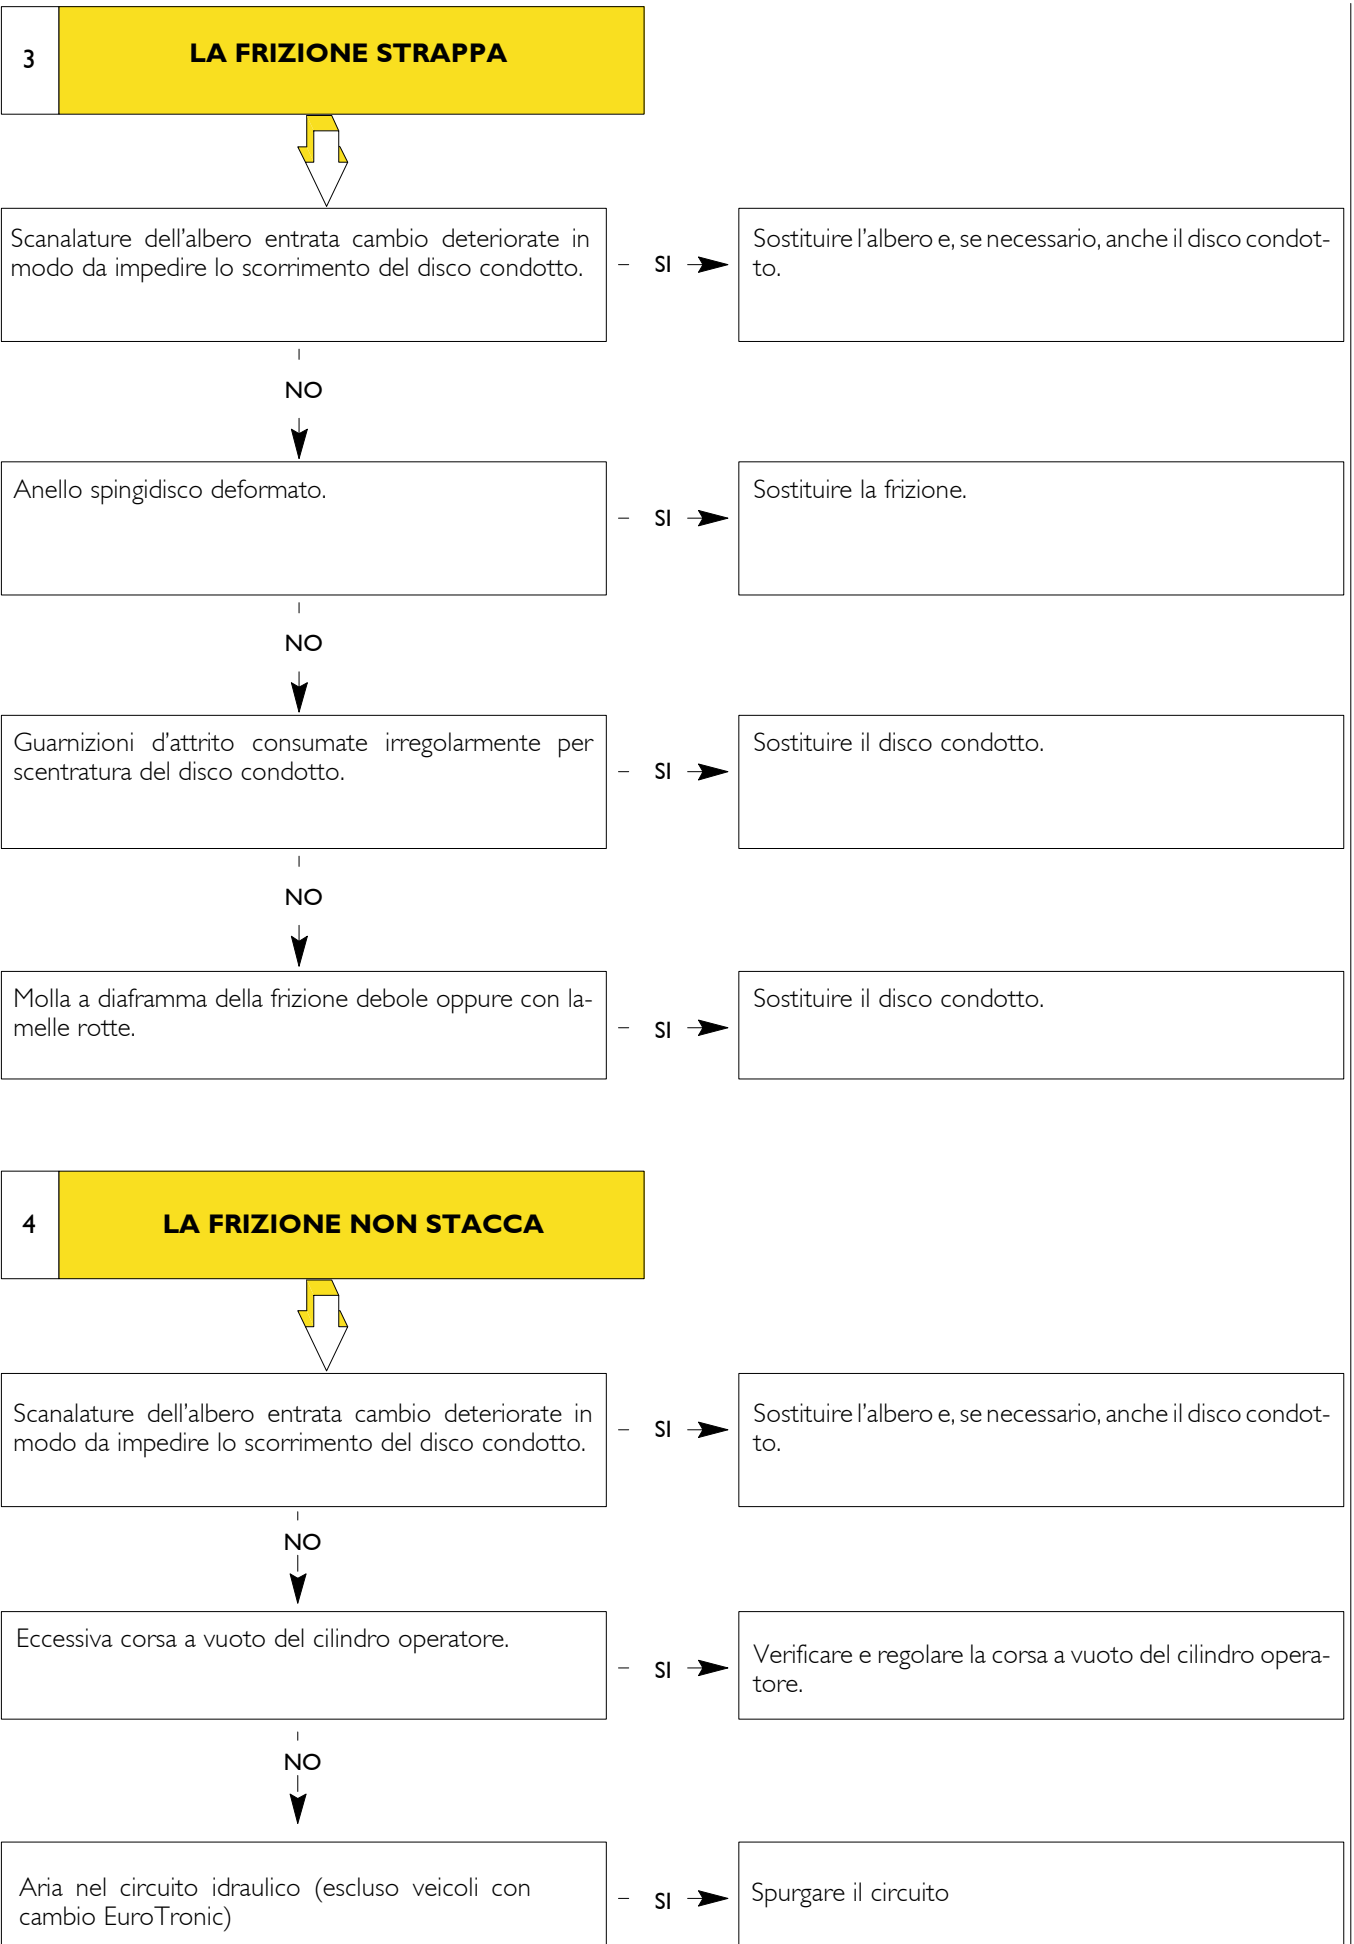 3
LA FRIZIONE STRAPPA
Scanalature dell'albero entrata cambio deteriorate in
modo da impedire lo scorrimento del disco condotto.
SI
Sostituire l'albero e, se necessario, anche il disco condot-
to.
NO
Anello spingidisco deformato.
SI
Sostituire la frizione.
NO
Guarnizioni d'attrito consumate irregolarmente per
scentratura del disco condotto.
SI
Sostituire il disco condotto.
NO
Molla a diaframma della frizione debole oppure con la-
melle rotte.
SI
Sostituire il disco condotto.
4
LA FRIZIONE NON STACCA
Scanalature dell'albero entrata cambio deteriorate in
modo da impedire lo scorrimento del disco condotto.
SI
Sostituire l'albero e, se necessario, anche il disco condot-
to.
NO
Eccessiva corsa a vuoto del cilindro operatore.
SI
Verificare e regolare la corsa a vuoto del cilindro opera-
tore.
NO
Aria nel circuito idraulico (escluso veicoli con
cambio EuroTronic)
SI
Spurgare il circuito